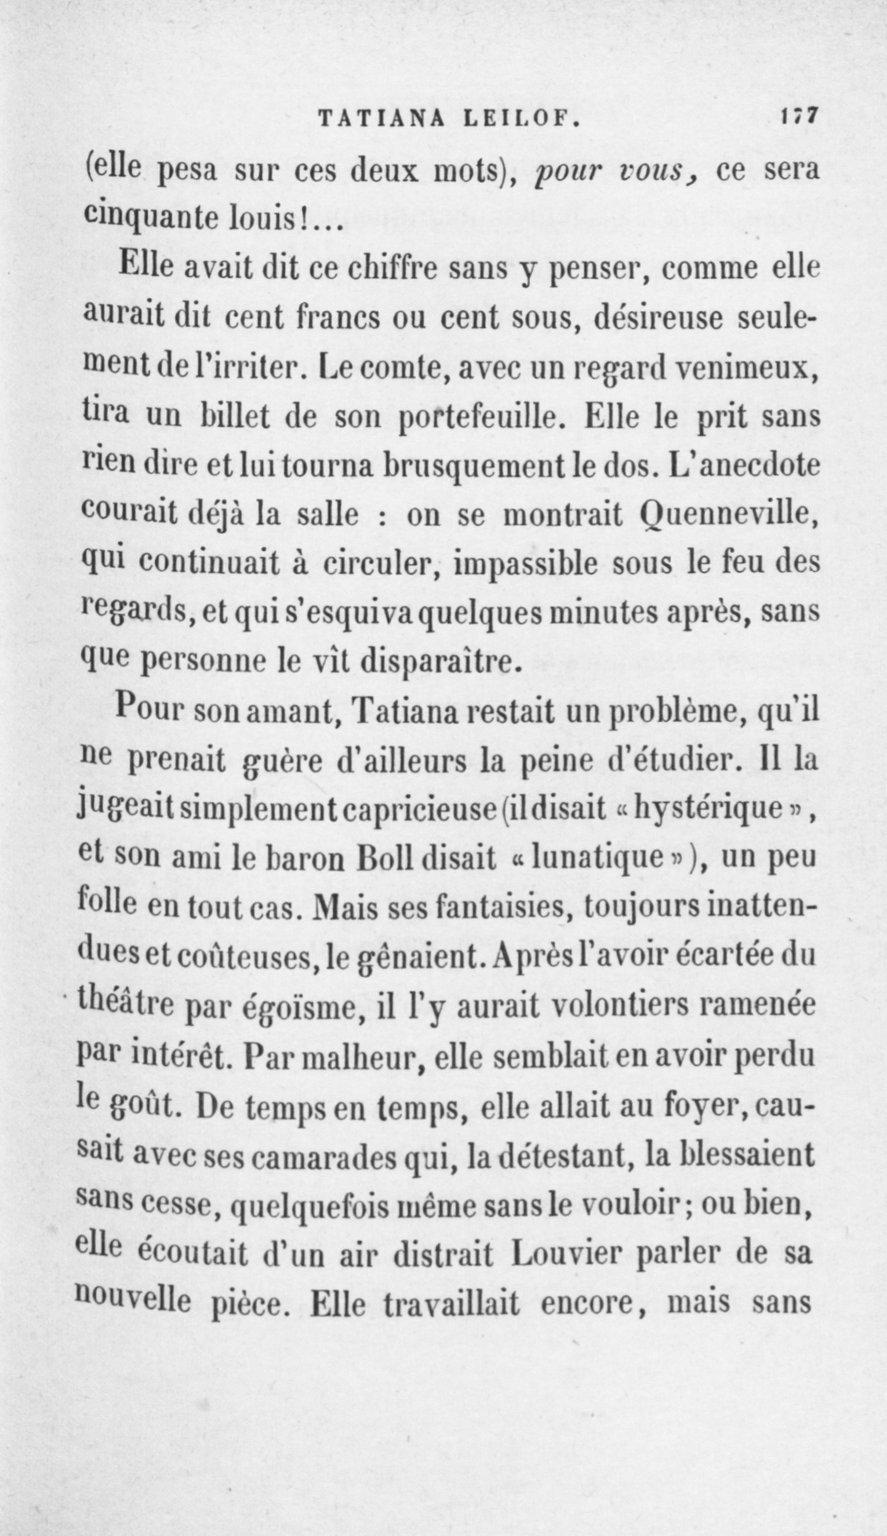 TATIANA LEILOF. 177
(elle pesa sur ces deux mots), pour vous, ce sera
cinquante louis!...
Elle avait dit ce chiffre sans y penser, comme elle
aurait dit cent francs ou cent sous, désireuse seule-
ment de l'irriter. Le comte, avec un regard venimeux,
tira un billet de son portefeuille. Elle le prit sans
rien dire et lui tourna brusquement le dos. L'anecdote
courait déjà la salle : on se montrait Quenneville,
qui continuait à circuler, impassible sous le feu des
regards, et qui s'esquiva quelques minutes après, sans
que personne le vît disparaître.
Pour son amant, Tatiana restait un problème, qu'il
ne prenait guère d'ailleurs la peine d'étudier. Il la
jugeait simplement capricieuse (il disait « hystérique »,
et son ami le baron Boll disait « lunatique »), un peu
folle en tout cas. Mais ses fantaisies, toujours inatten-
dues et coûteuses, le gênaient. Après l'avoir écartée du
théâtre par égoïsme, il l'y aurait volontiers ramenée
par intérêt. Par malheur, elle semblait en avoir perdu
le goût. De temps en temps, elle allait au foyer, cau-
sait avec ses camarades qui, la détestant, la blessaient
sans cesse, quelquefois même sans le vouloir; ou bien,
elle écoutait d'un air distrait Louvier parler de sa
nouvelle pièce. Elle travaillait encore, mais sans